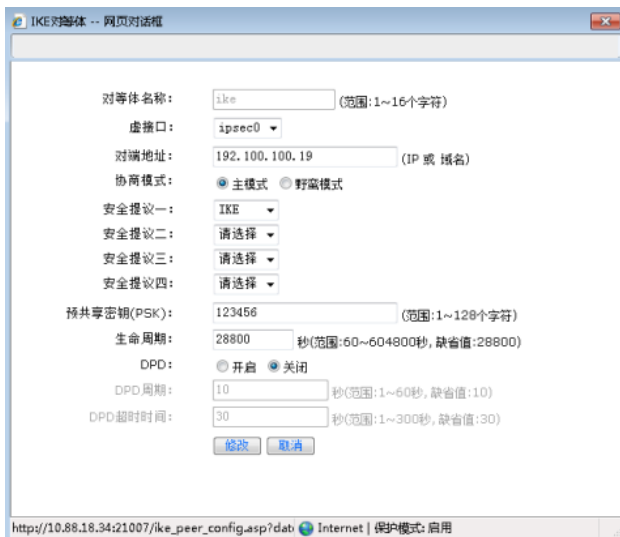 IKE对等体 -- 网页对话框
对等体名称: ike (范围:1~16个字符)
虚接口: ipsec0
对端地址: 192.100.100.19 (IP 或 域名)
协商模式: 主模式 野蛮模式
安全提议一: IKE
安全提议二: 请选择
安全提议三: 请选择
安全提议四: 请选择
预共享密钥(PSK): 123456 (范围:1~128个字符)
生命周期: 28800 秒(范围:60~604800秒, 缺省值:28800)
DPD: 开启 关闭
DPD周期: 10 秒(范围:1~60秒, 缺省值:10)
DPD超时时间: 30 秒(范围:1~300秒, 缺省值:30)
修改 取消
http://10.88.18.34:21007/ike_peer_config.asp?dat Internet | 保护模式: 启用